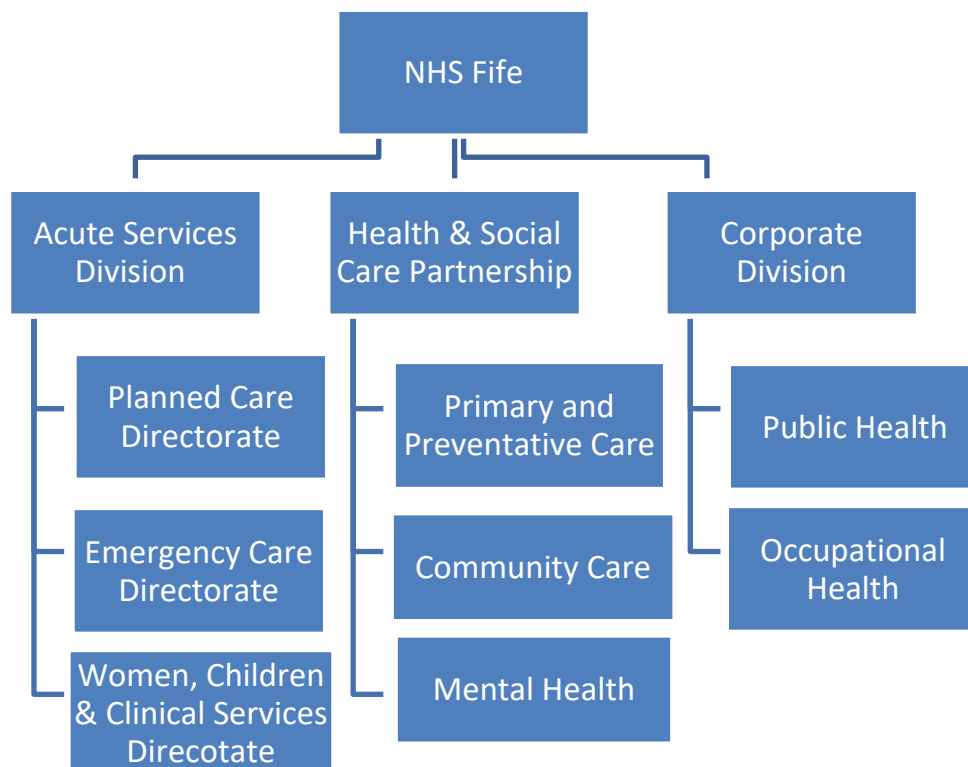 NHS Fife
Acute Services
Division
Health & Social
Care Partnership
Corporate
Division
Planned Care
Directorate
Primary and
Preventative Care
Public Health
Emergency Care
Directorate
Community Care
Occupational
Health
Women, Children
& Clinical Services
Direcotate
Mental Health